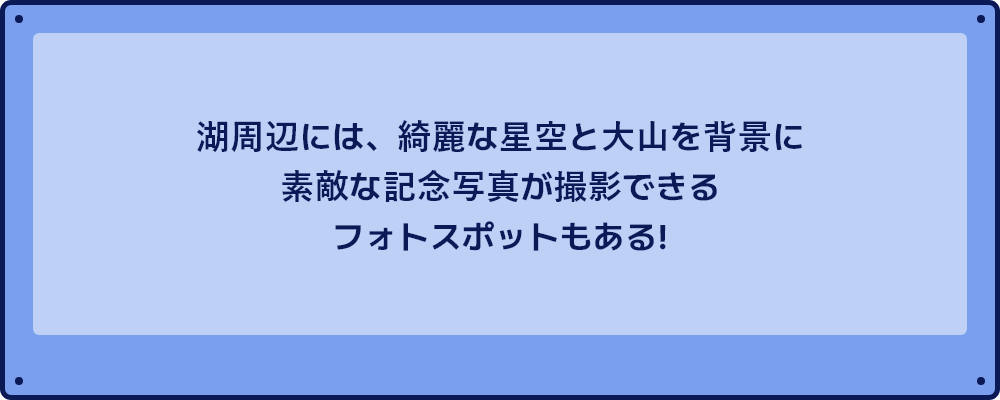 湖周辺には、綺麗な星空と大山を背景に
素敵な記念写真が撮影できる
フォトスポットもある!